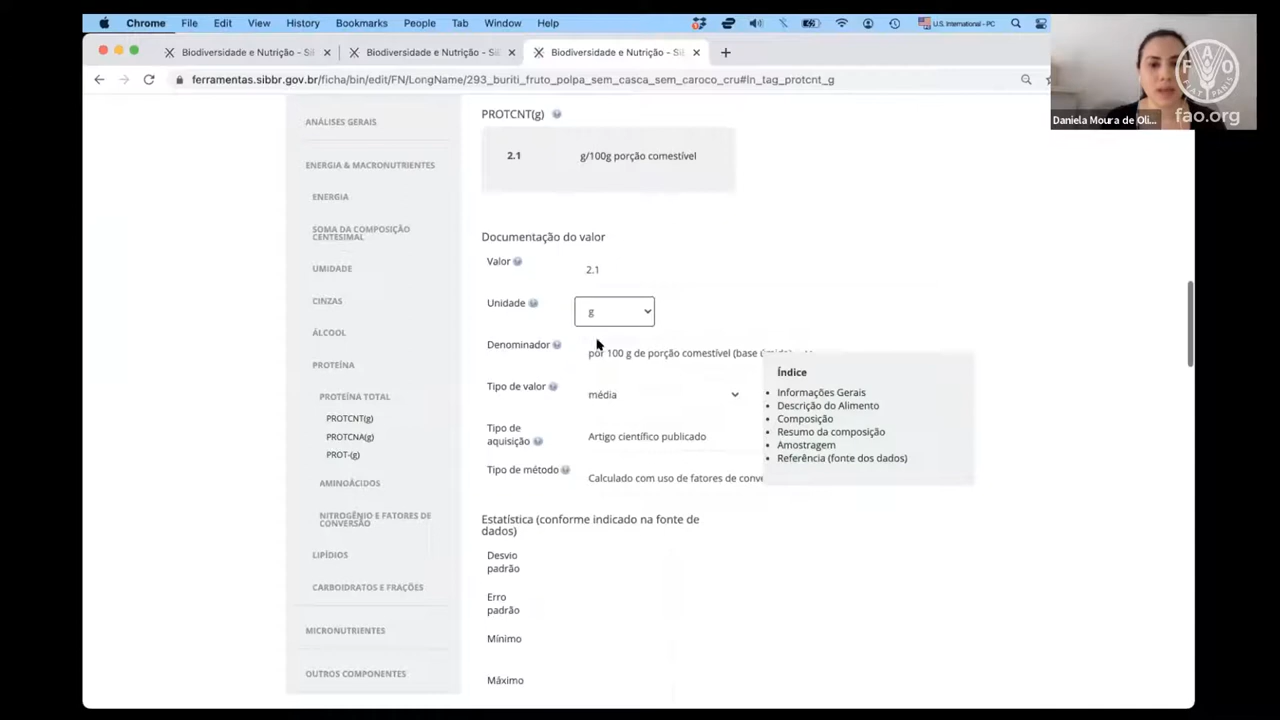 Chrome File Edit View History Bookmarks People Tab Window Help U.S. International - PC
Biodiversidade e Nutrição - Sil
Biodiversidade e Nutrição - SiE
Biodiversidade e Nutrição - SiE
ferramentas.sibbr.gov.br/ficha/bin/edit/FN/LongName/293_buriti_fruto_polpa_sem_casca_sem_caroco_cru#ln_tag_protcnt_g
FAO
FIAT PANIS
fao.org
Daniela Moura de Oli...
ANÁLISES GERAIS
ENERGIA & MACRONUTRIENTES
ENERGIA
SOMA DA COMPOSIÇÃO
CENTESIMAL
UMIDADE
CINZAS
ÁLCOOL
PROTEÍNA
PROTEÍNA TOTAL
PROTCNT(g)
PROTCNA(g)
PROT-(g)
AMINOÁCIDOS
NITROGÊNIO E FATORES DE
CONVERSÃO
LIPÍDIOS
CARBOIDRATOS E FRAÇÕES
MICRONUTRIENTES
OUTROS COMPONENTES
PROTCNT(g)
2.1 g/100g porção comestível
Documentação do valor
Valor 2.1
Unidade g
Denominador por 100 g de porção comestível (base
Tipo de valor média
Tipo de
aquisição Artigo científico publicado
Tipo de método Calculado com uso de fatores de conve
Estatística (conforme indicado na fonte de
dados)
Desvio
padrão
Erro
padrão
Mínimo
Máximo
Índice
• Informações Gerais
• Descrição do Alimento
• Composição
• Resumo da composição
• Amostragem
• Referência (fonte dos dados)